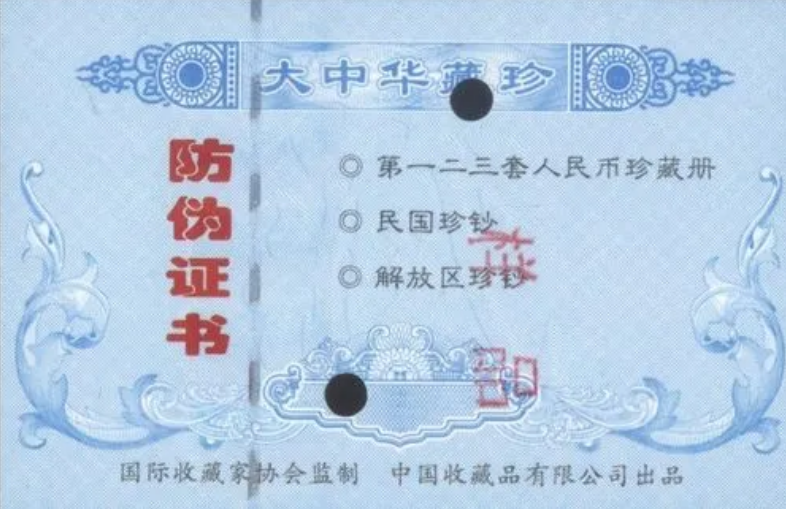 大中华藏珍
防伪证书
◎ 第一二三套人民币珍藏册
◎ 民国珍钞
◎ 解放区珍钞
样品
国际收藏家协会监制 中国收藏品有限公司出品